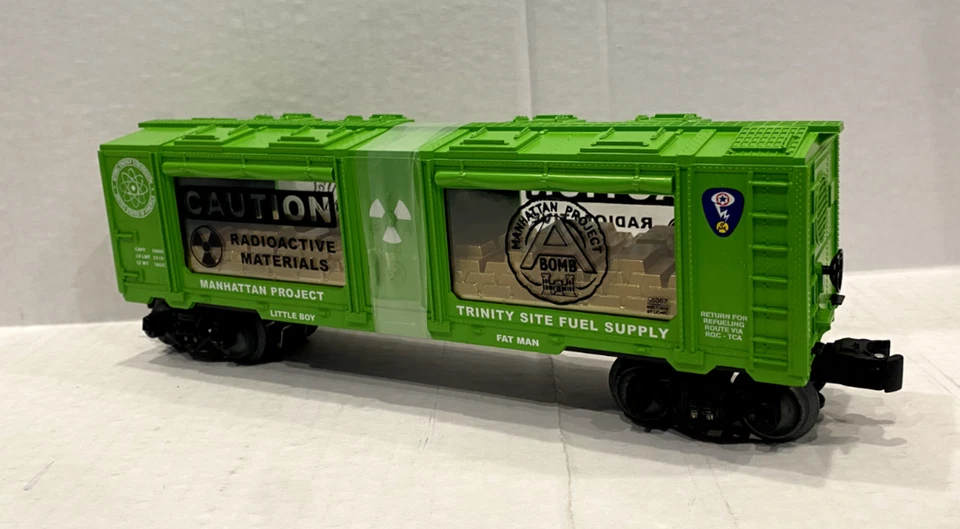 CAUTION
RADIOACTIVE
MATERIALS
MANHATTAN PROJECT
LITTLE BOY
MANHATTAN PROJECT
A
BOMB
TRINITY SITE FUEL SUPPLY
FAT MAN
RETURN FOR
REFUELING
ROUTE VIA
RGC - TCA